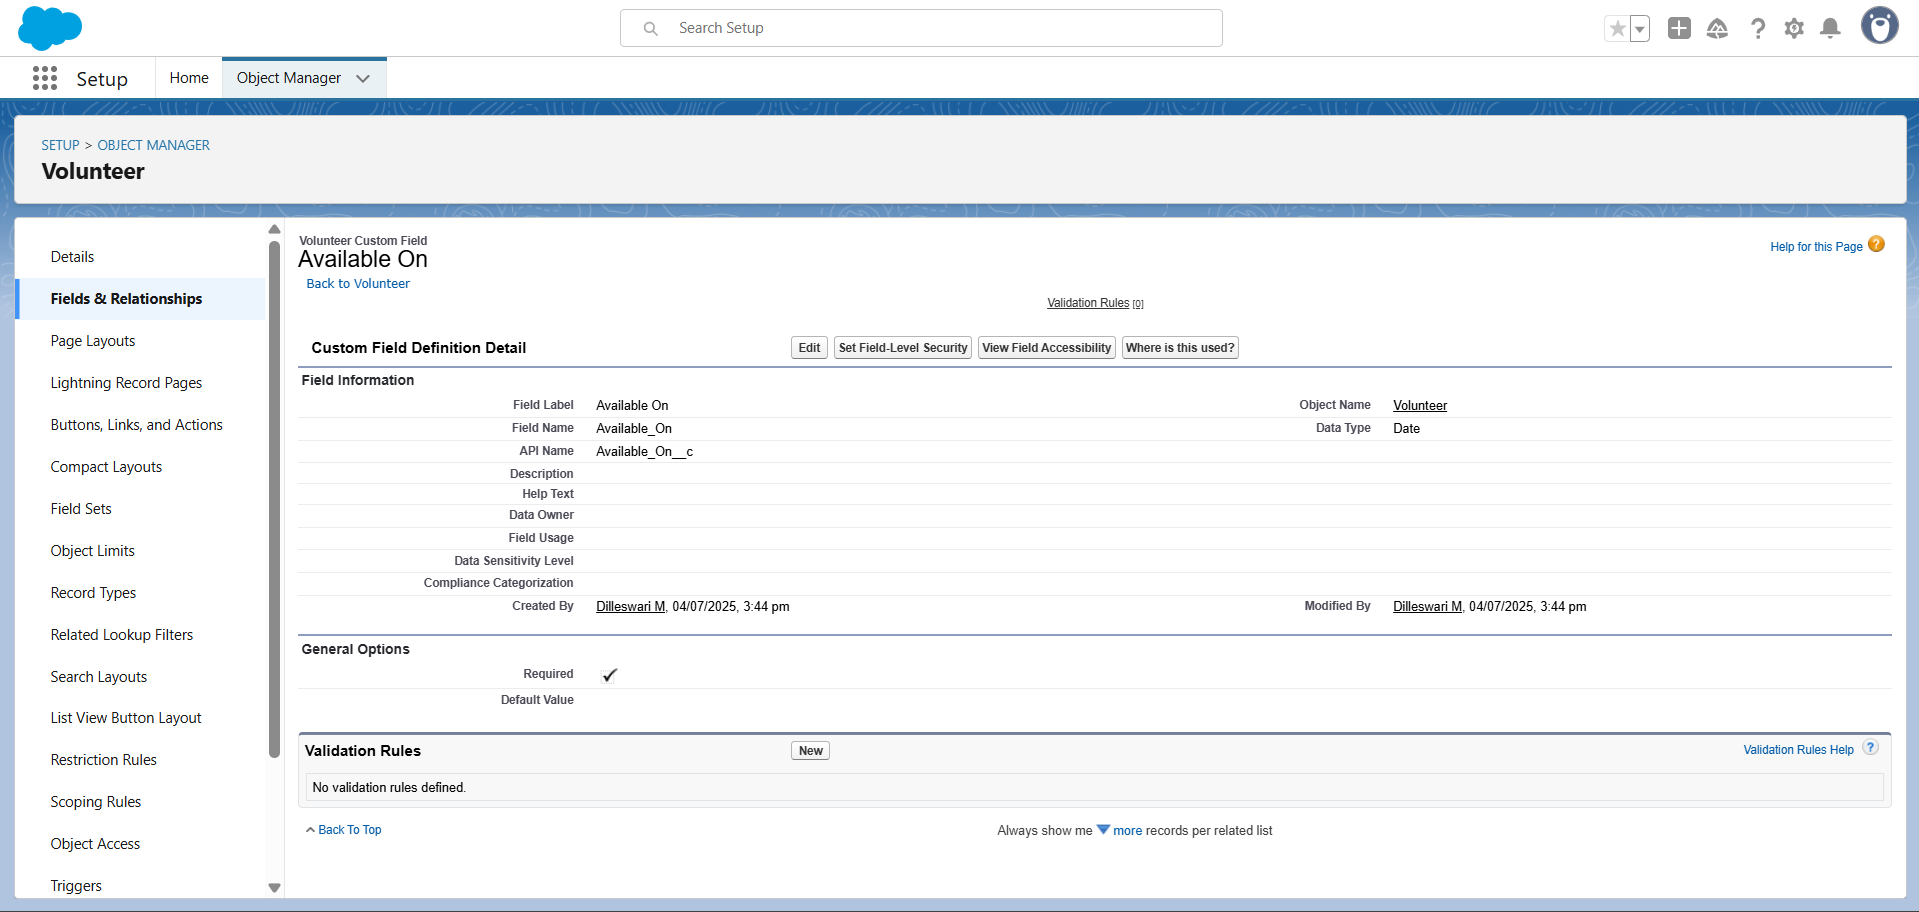 Search Setup
Setup
Home
Object Manager
SETUP > OBJECT MANAGER
Volunteer
Details
Fields & Relationships
Page Layouts
Lightning Record Pages
Buttons, Links, and Actions
Compact Layouts
Field Sets
Object Limits
Record Types
Related Lookup Filters
Search Layouts
List View Button Layout
Restriction Rules
Scoping Rules
Object Access
Triggers
Volunteer Custom Field
Available On
Help for this Page
Back to Volunteer
Validation Rules [0]
Custom Field Definition Detail
Edit
Set Field-Level Security
View Field Accessibility
Where is this used?
Field Information
Field Label Available On Object Name Volunteer
Field Name Available_On Data Type Date
API Name Available_On__c
Description
Help Text
Data Owner
Field Usage
Data Sensitivity Level
Compliance Categorization
Created By Dilleswari M, 04/07/2025, 3:44 pm Modified By Dilleswari M, 04/07/2025, 3:44 pm
General Options
Required
Default Value
Validation Rules
New
Validation Rules Help ?
No validation rules defined.
Back To Top
Always show me more records per related list